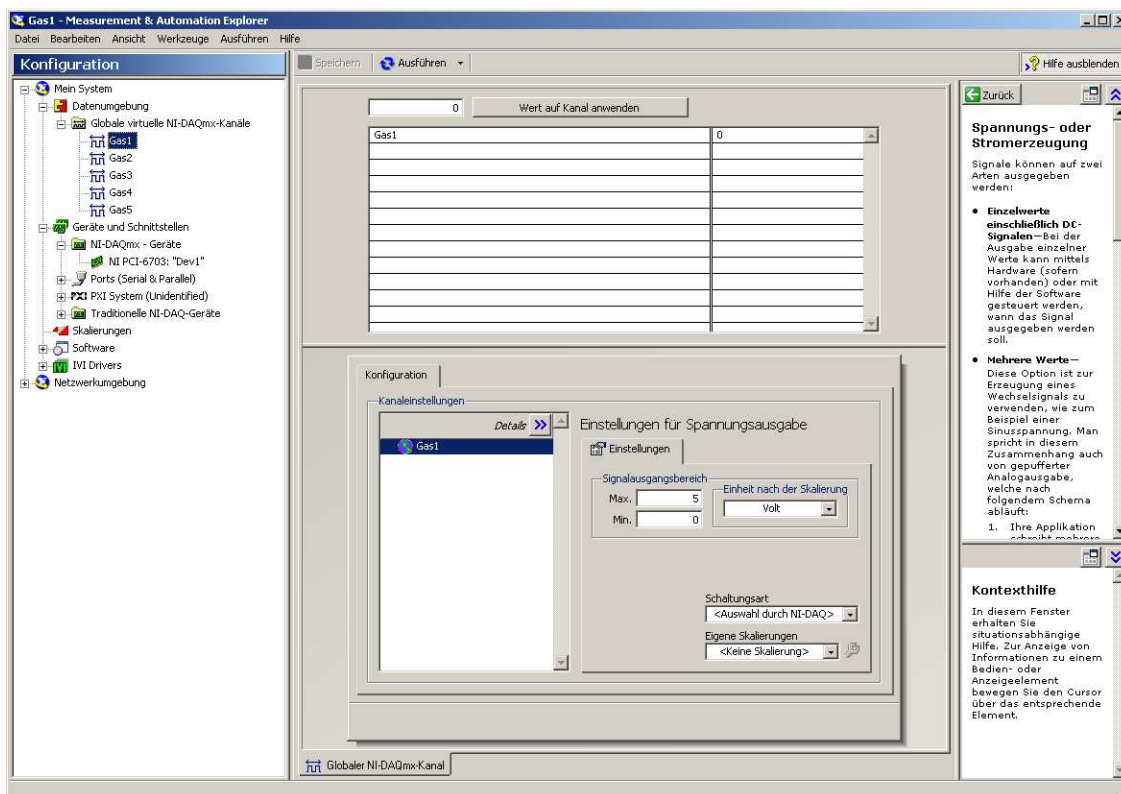 Gas1 - Measurement & Automation Explorer
Datei Bearbeiten Ansicht Werkzeuge Ausführen Hilfe
Konfiguration
Mein System
Datenumgebung
Globale virtuelle NI-DAQmx-Kanäle
Gas1
Gas2
Gas3
Gas4
Gas5
Geräte und Schnittstellen
NI-DAQmx - Geräte
NI PCI-6703: "Dev1"
Ports (Serial & Parallel)
PXI PXI System (Unidentified)
Traditionelle NI-DAQ-Geräte
Skalierungen
Software
IVI Drivers
Netzwerkumgebung
Speichern Ausführen
Hilfe ausblenden
0 Wert auf Kanal anwenden
Gas1 0
Konfiguration
Kanaleinstellungen
Details
Gas1
Einstellungen für Spannungsausgabe
Einstellungen
Signalausgangsbereich
Max. 5
Min. 0
Einheit nach der Skalierung
Volt
Schaltungsart
<Auswahl durch NI-DAQ>
Eigene Skalierungen
<Keine Skalierung>
Globaler NI-DAQmx-Kanal
Zurück
Spannungs- oder
Stromerzeugung
Signale können auf zwei
Arten ausgegeben
werden:
• Einzelwerte
einschließlich DC-
Signalen—Bei der
Ausgabe einzelner
Werte kann mittels
Hardware (sofern
vorhanden) oder mit
Hilfe der Software
gesteuert werden,
wann das Signal
ausgegeben werden
soll.
• Mehrere Werte—
Diese Option ist zur
Erzeugung eines
Wechselsignals zu
verwenden, wie zum
Beispiel einer
Sinusspannung. Man
spricht in diesem
Zusammenhang auch
von gepufferter
Analogausgabe,
welche nach
folgendem Schema
abläuft:
1. Ihre Applikation
schreibt mehrere
Kontexthilfe
In diesem Fenster
erhalten Sie
situationsabhängige
Hilfe. Zur Anzeige von
Informationen zu einem
Bedien- oder
Anzeigeelement
bewegen Sie den Cursor
über das entsprechende
Element.